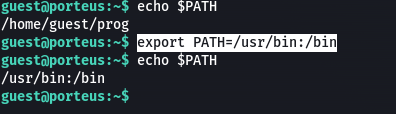 guest@porteus:~$ echo $PATH
/home/guest/prog
guest@porteus:~$ export PATH=/usr/bin:/bin
guest@porteus:~$ echo $PATH
/usr/bin:/bin
guest@porteus:~$